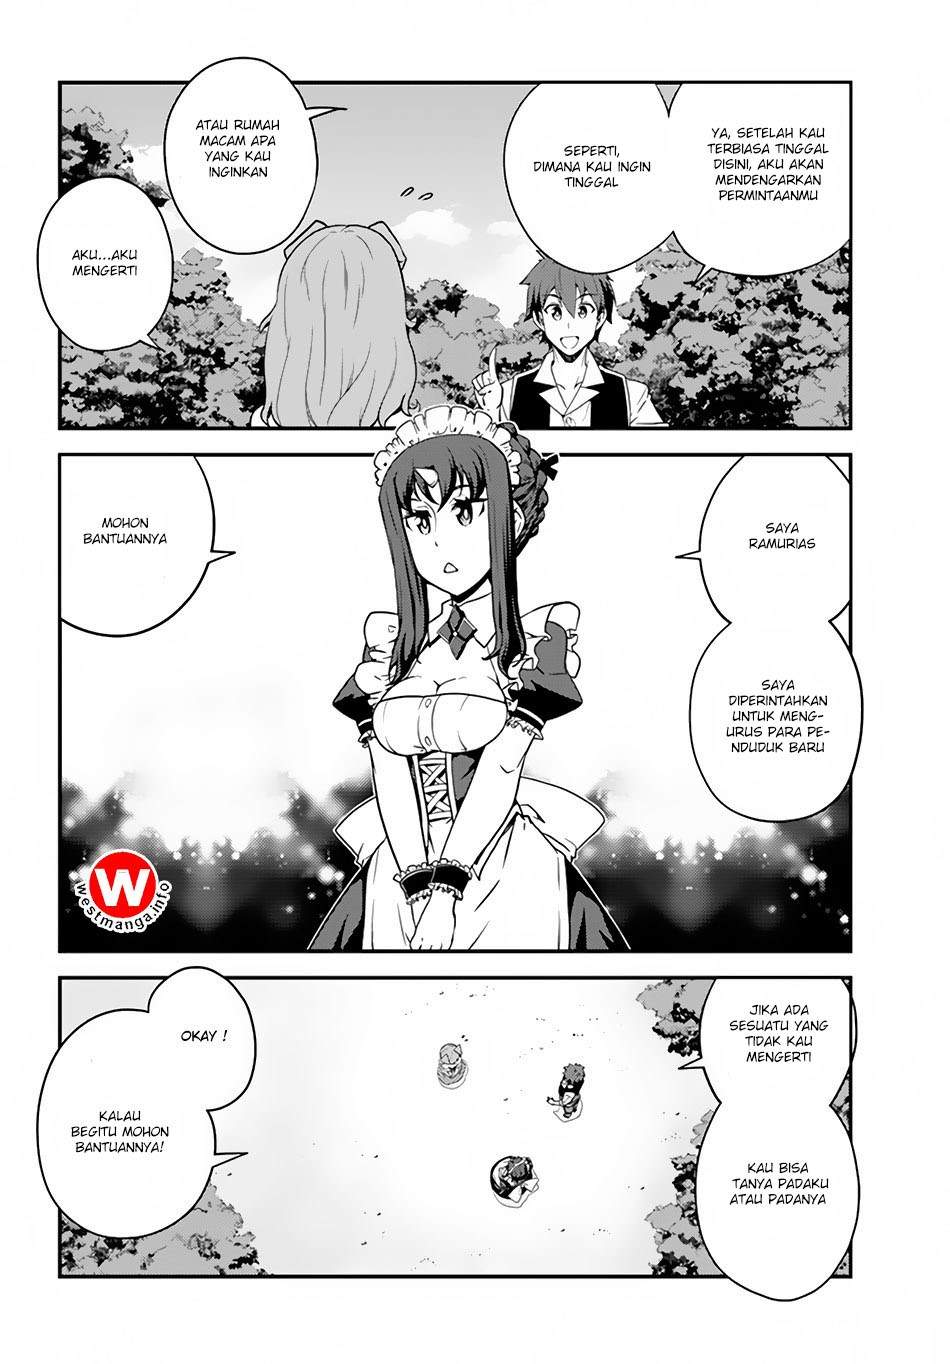 YA, SETELAH KAU
TERBIASA TINGGAL
DISINI, AKU AKAN
MENDENGARKAN
PERMINTAANMU
SEPERTI,
DIMANA KAU INGIN
TINGGAL
ATAU RUMAH
MACAM APA
YANG KAU
INGINKAN
AKU...AKU
MENGERTI
SAYA
RAMURIAS
SAYA
DIPERINTAHKAN
UNTUK MENG-
URUS PARA PE-
NDUDUK BARU
MOHON
BANTUANNYA
W
westmanga.info
JIKA ADA
SESUATU YANG
TIDAK KAU
MENGERTI
KAU BISA
TANYA PADAKU
ATAU PADANYA
OKAY !
KALAU
BEGITU MOHON
BANTUANNYA!